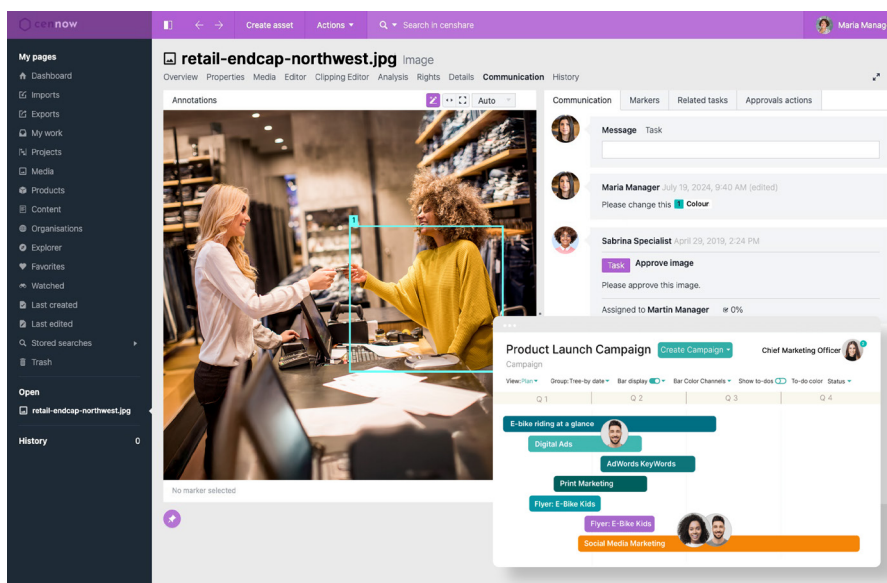 cennow
Create asset
Actions
Search in censhare
Maria Manag
My pages
Dashboard
Imports
Exports
My work
Projects
Media
Products
Content
Organisations
Explorer
Favorites
Watched
Last created
Last edited
Stored searches
Trash
Open
retail-endcap-northwest.jpg
History 0
retail-endcap-northwest.jpg Image
Overview Properties Media Editor Clipping Editor Analysis Rights Details Communication History
Annotations
Auto
1
No marker selected
Communication Markers Related tasks Approvals actions
Message Task
Maria Manager July 19, 2024, 9:40 AM (edited)
Please change this 1 Colour
Sabrina Specialist April 29, 2019, 2:24 PM
Task Approve image
Please approve this image.
Assigned to Martin Manager 0%
Product Launch Campaign Create Campaign Chief Marketing Officer
Campaign
View: Plan Group: Tree-by date Bar display Bar Color Channels Show to-dos To-do color Status
Q 1 Q 2 Q 3 Q 4
E-bike riding at a glance
Digital Ads
AdWords KeyWords
Print Marketing
Flyer: E-Bike Kids
Flyer: E-Bike Kids
Social Media Marketing